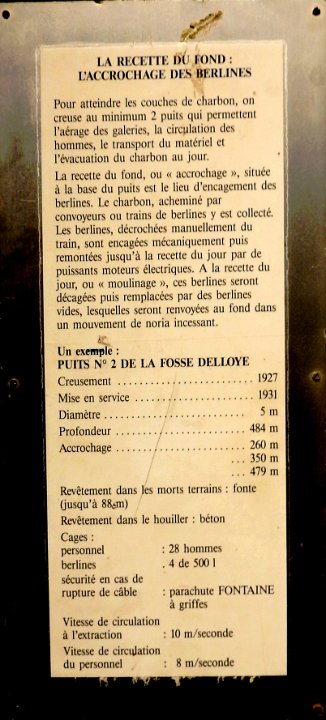 LA RECETTE DU FOND :
L'ACCROCHAGE DES BERLINES
Pour atteindre les couches de charbon, on
creuse au minimum 2 puits qui permettent
l'aérage des galeries, la circulation des
hommes, le transport du matériel et
l'évacuation du charbon au jour.
La recette du fond, ou « accrochage », située
à la base du puits est le lieu d'encagement des
berlines. Le charbon, acheminé par
convoyeurs ou trains de berlines y est collecté.
Les berlines, décrochées manuellement du
train, sont encagées mécaniquement puis
remontées jusqu'à la recette du jour par de
puissants moteurs électriques. A la recette du
jour, ou « moulinage », ces berlines seront
décagées puis remplacées par des berlines
vides, lesquelles seront renvoyées au fond dans
un mouvement de noria incessant.
Un exemple :
PUITS N° 2 DE LA FOSSE DELLOYE
Creusement ........................ 1927
Mise en service ..................... 1931
Diamètre .......................... 5 m
Profondeur ........................ 484 m
Accrochage ........................ 260 m
... 350 m
... 479 m
Revêtement dans les morts terrains : fonte
(jusqu'à 88 m)
Revêtement dans le houiller : béton
Cages :
personnel : 28 hommes
berlines . 4 de 500 l
sécurité en cas de
rupture de câble : parachute FONTAINE
à griffes
Vitesse de circulation
à l'extraction : 10 m/seconde
Vitesse de circulation
du personnel : 8 m/seconde